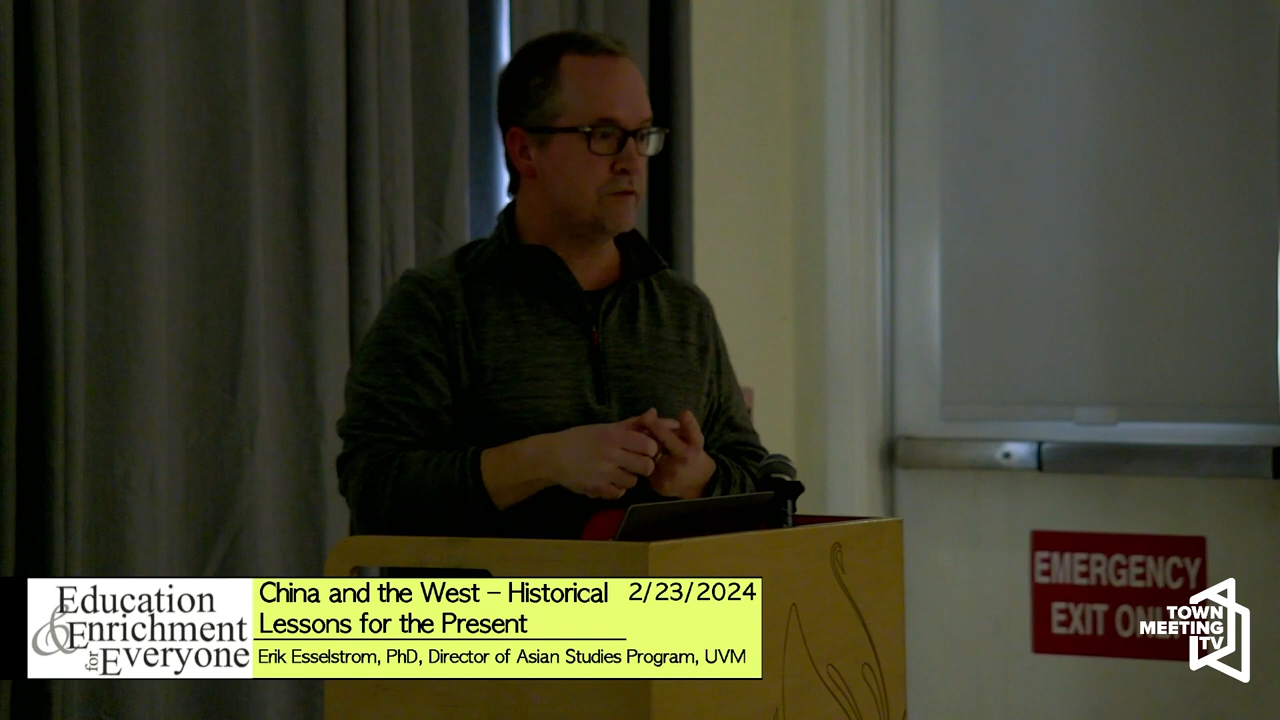 Education
& Enrichment
for Everyone
China and the West – Historical 2/23/2024
Lessons for the Present
Erik Esselstrom, PhD, Director of Asian Studies Program, UVM
EMERGENCY
EXIT ONLY
TOWN
MEETING
TV